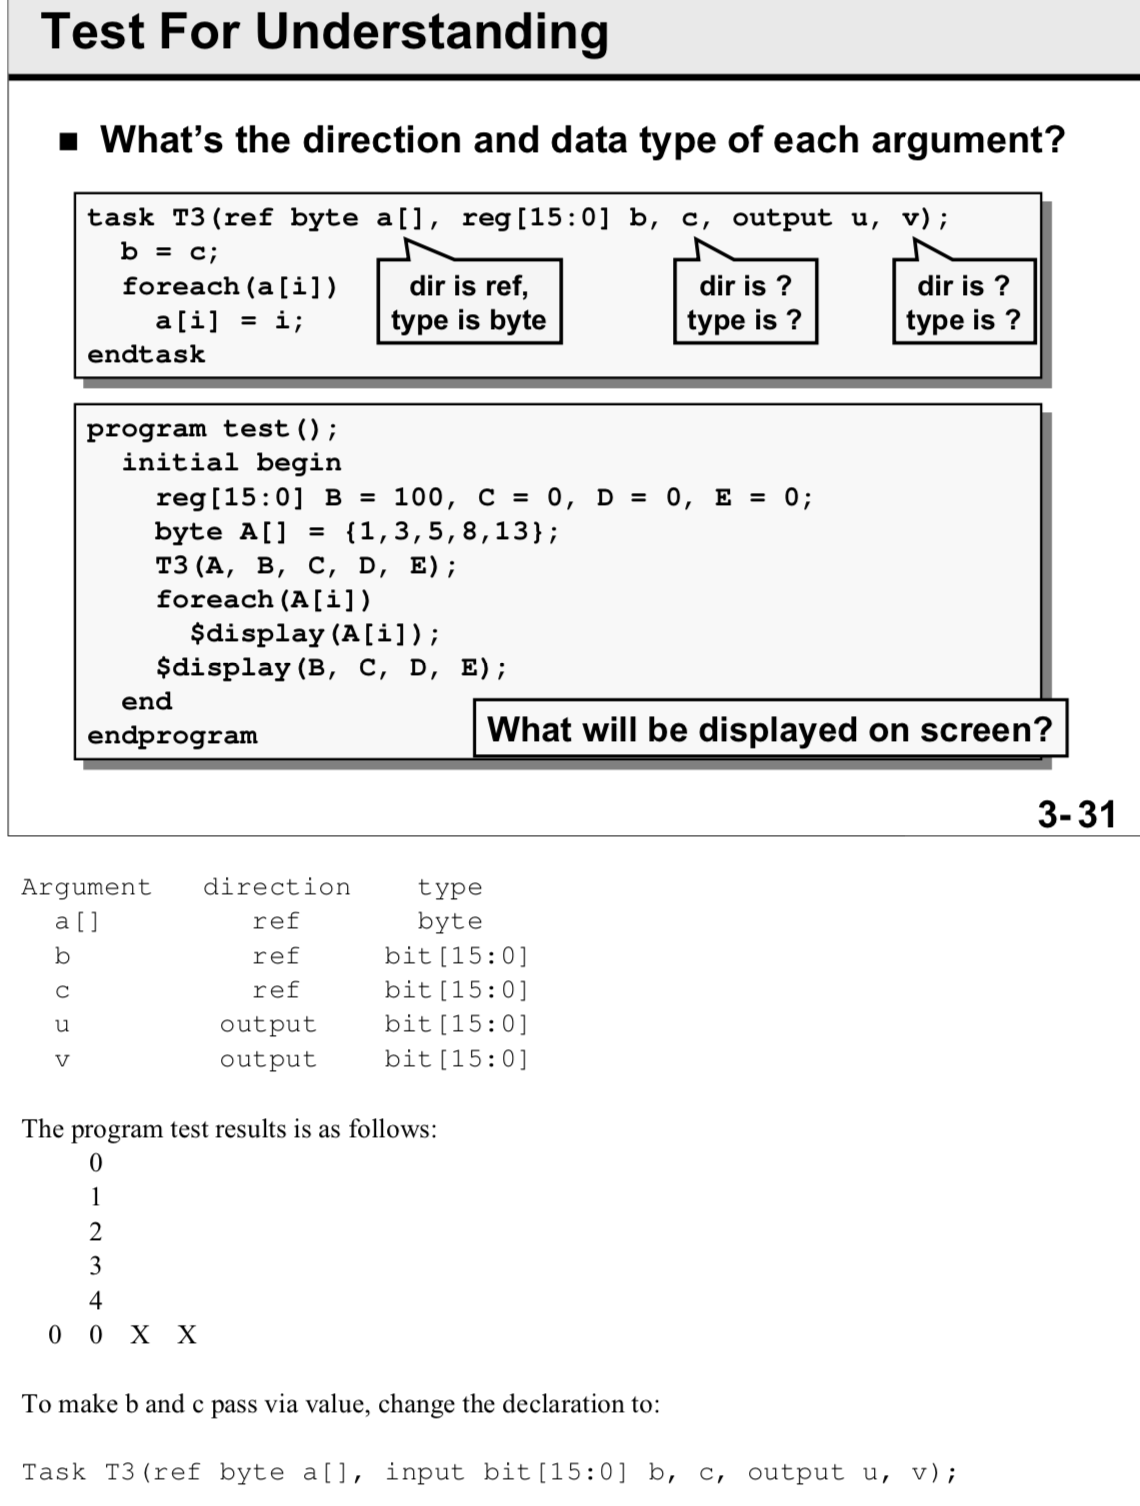 Test For Understanding
■ What's the direction and data type of each argument?
task T3(ref byte a[], reg[15:0] b, c, output u, v);
b = c;
foreach(a[i])
a[i] = i;
endtask
dir is ref,
type is byte
dir is ?
type is ?
dir is ?
type is ?
program test();
initial begin
reg[15:0] B = 100, C = 0, D = 0, E = 0;
byte A[] = {1,3,5,8,13};
T3(A, B, C, D, E);
foreach(A[i])
$display(A[i]);
$display(B, C, D, E);
end
endprogram
What will be displayed on screen?
3-31
Argument direction type
a[] ref byte
b ref bit[15:0]
c ref bit[15:0]
u output bit[15:0]
v output bit[15:0]
The program test results is as follows:
0
1
2
3
4
0 0 X X
To make b and c pass via value, change the declaration to:
Task T3(ref byte a[], input bit[15:0] b, c, output u, v);